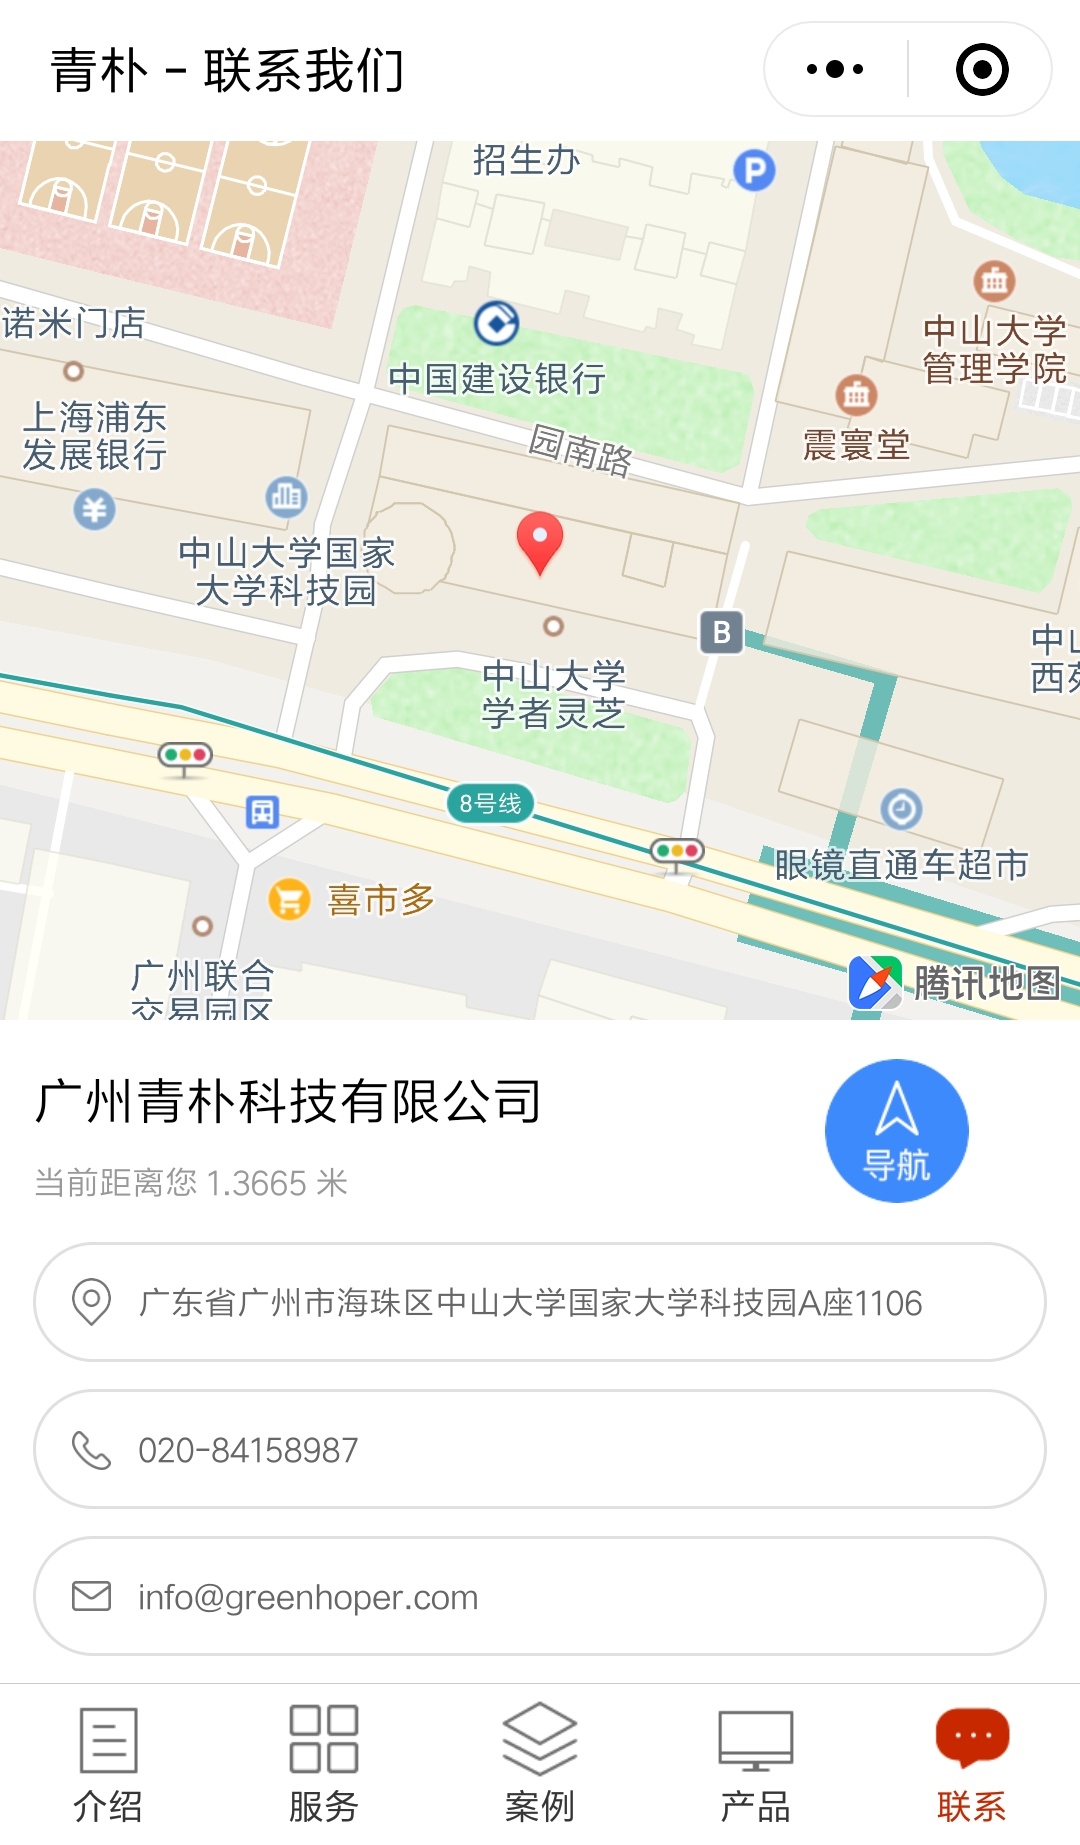 青朴 - 联系我们
招生办
P
诺米门店
中国建设银行
中山大学
管理学院
上海浦东
发展银行
园南路
震寰堂
中山大学国家
大学科技园
B
中山大学
学者灵芝
8号线
眼镜直通车超市
喜市多
广州联合
交易园区
腾讯地图
广州青朴科技有限公司
当前距离您 1.3665 米
导航
广东省广州市海珠区中山大学国家大学科技园A座1106
020-84158987
info@greenhoper.com
介绍
服务
案例
产品
联系